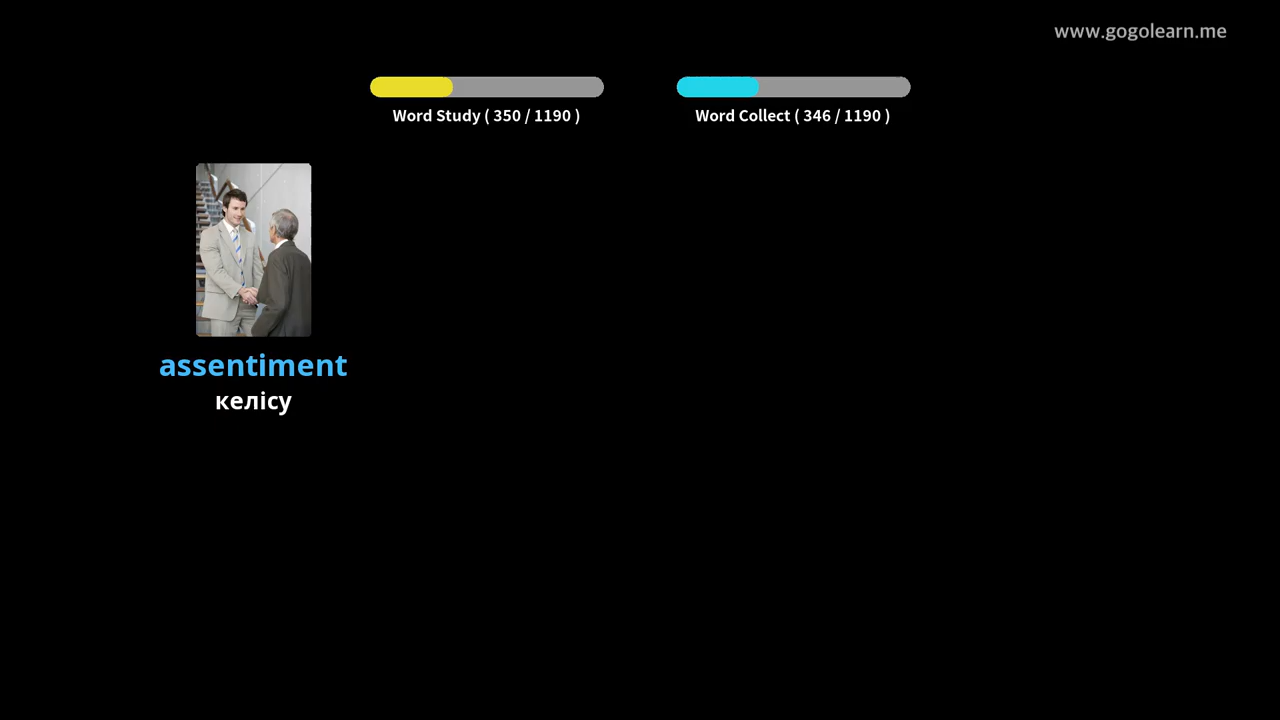 www.gogolearn.me
Word Study ( 350 / 1190 )
Word Collect ( 346 / 1190 )
assentiment
келісу